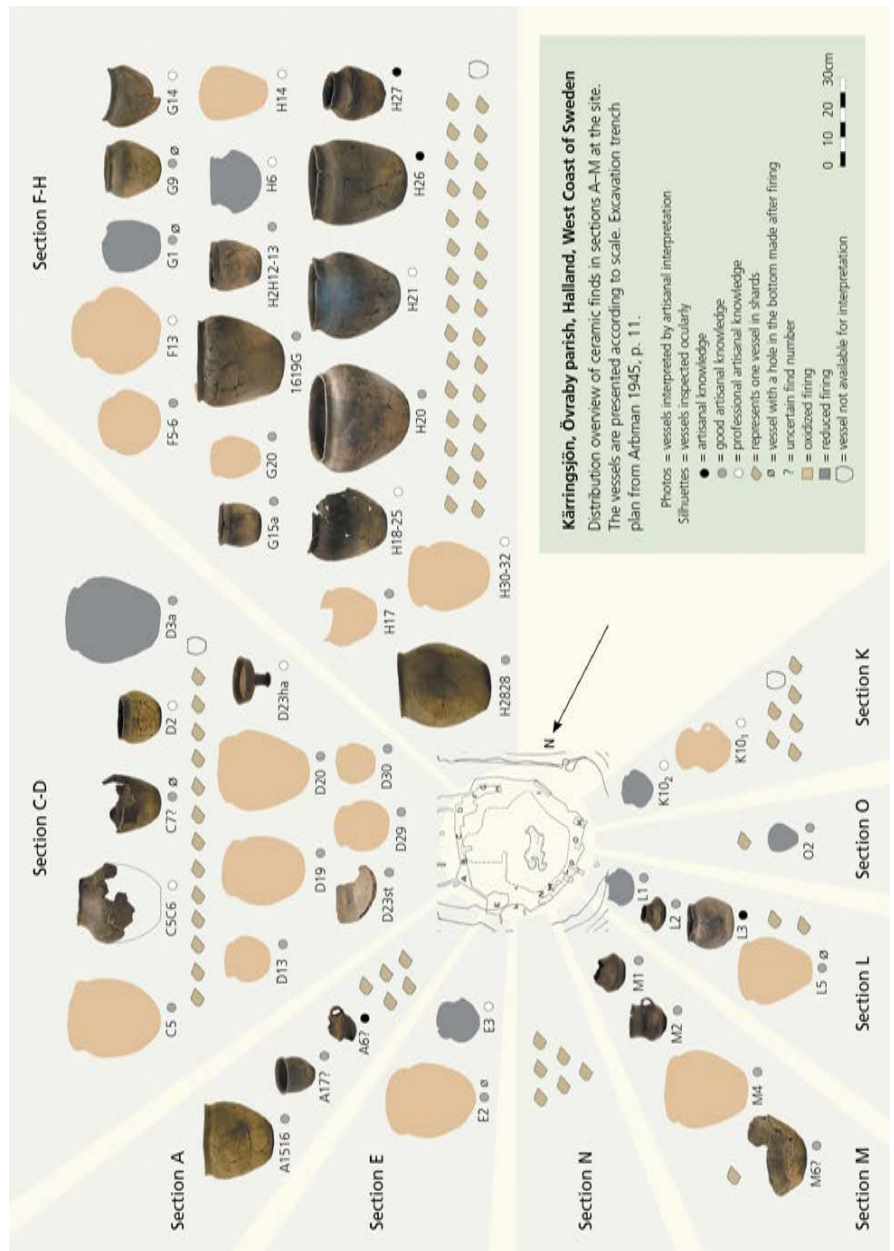 Section C-D
Section F-H
C5
C5C6
C7? ø
D2
D3a
F5-6
F13
G1 ø
G9 ø
G14
D13
D19
D20
D23ha
G15a
G20
1619G
H2H12-13
H6
H14
D23st
D29
D30
H17
H18-25
H20
H21
H26
H27
H2828
H30-32
Section A
A1516
A17?
A6?
Section E
E2 ø
E3
N
Section N
Section M
M6?
M4
M2
M1
Section L
L5 ø
L3
L2
L1
Section O
O2
Section K
K10₂
K10₁
Kärringsjön, Övraby parish, Halland, West Coast of Sweden
Distribution overview of ceramic finds in sections A–M at the site.
The vessels are presented according to scale. Excavation trench
plan from Arbman 1945, p. 11.
Photos = vessels interpreted by artisanal interpretation
Silhuettes = vessels inspected ocularly
= artisanal knowledge
= good artisanal knowledge
= professional artisanal knowledge
= represents one vessel in shards
ø = vessel with a hole in the bottom made after firing
? = uncertain find number
= oxidized firing
= reduced firing
= vessel not available for interpretation
0 10 20 30cm